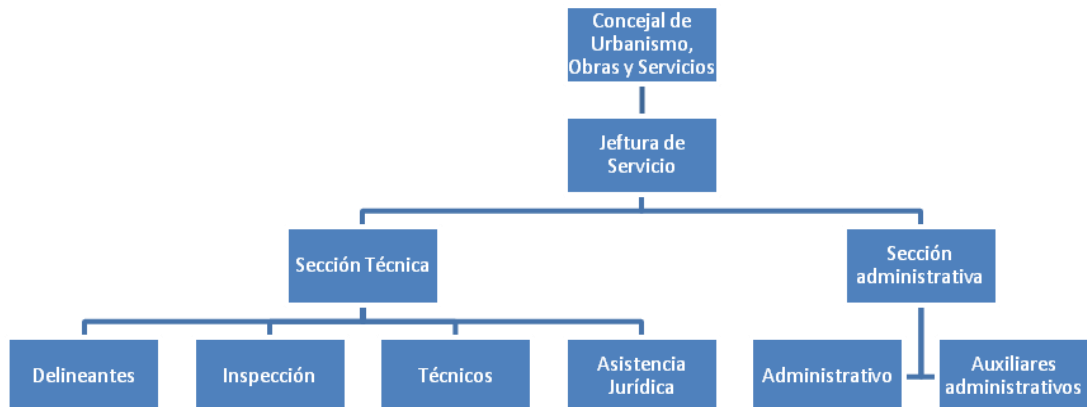 Concejal de
Urbanismo,
Obras y Servicios
Jeftura de
Servicio
Sección Técnica
Sección
administrativa
Delineantes
Inspección
Técnicos
Asistencia
Jurídica
Administrativo
Auxiliares
administrativos